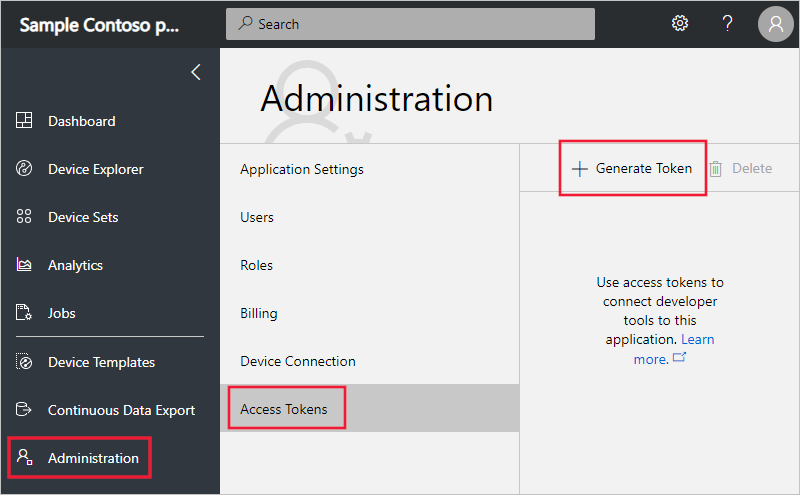 Sample Contoso p...
Search
?
Administration
Dashboard
Device Explorer
Device Sets
Analytics
Jobs
Device Templates
Continuous Data Export
Administration
Application Settings
Users
Roles
Billing
Device Connection
Access Tokens
Generate Token
Delete
Use access tokens to
connect developer
tools to this
application. Learn
more.